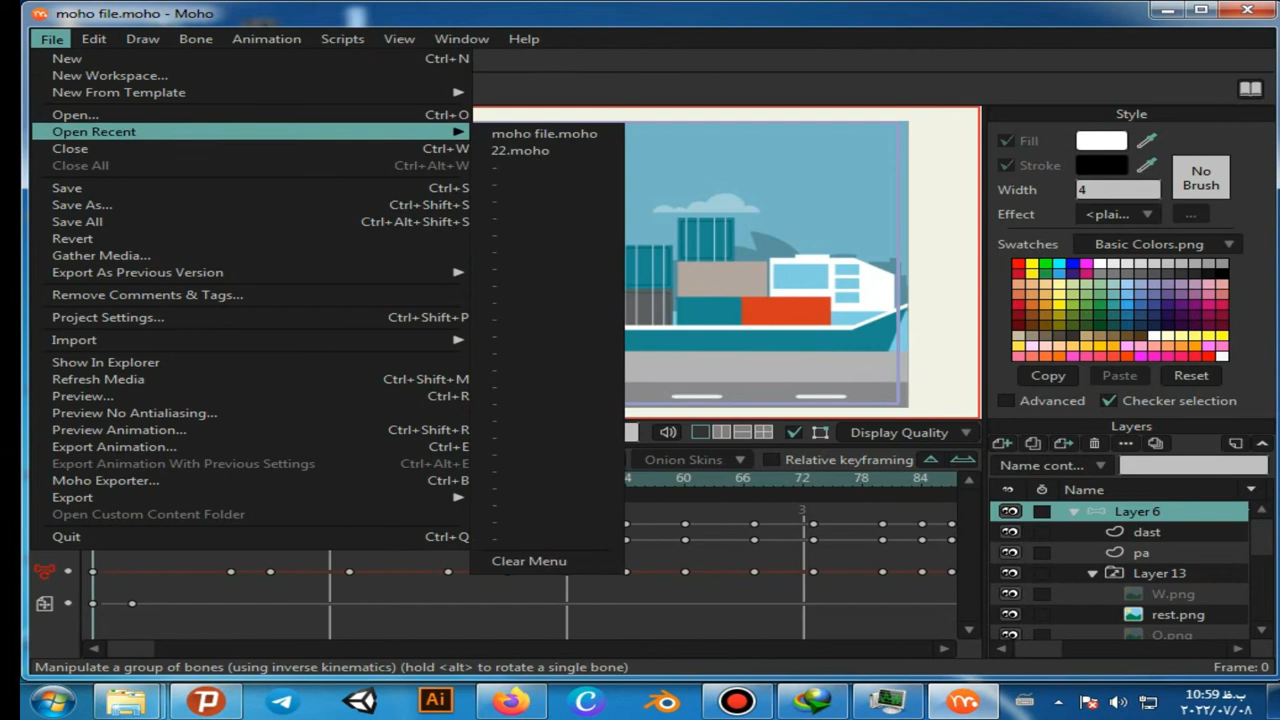 moho file.moho - Moho
File Edit Draw Bone Animation Scripts View Window Help
New Ctrl+N
New Workspace...
New From Template
Open... Ctrl+O
Open Recent
Close Ctrl+W
Close All Ctrl+Alt+W
Save Ctrl+S
Save As... Ctrl+Shift+S
Save All Ctrl+Alt+Shift+S
Revert
Gather Media...
Export As Previous Version
Remove Comments & Tags...
Project Settings... Ctrl+Shift+P
Import
Show In Explorer
Refresh Media Ctrl+Shift+M
Preview... Ctrl+R
Preview No Antialiasing...
Preview Animation... Ctrl+Shift+R
Export Animation... Ctrl+E
Export Animation With Previous Settings Ctrl+Alt+E
Moho Exporter... Ctrl+B
Export
Open Custom Content Folder
Quit Ctrl+Q
moho file.moho
22.moho
Clear Menu
Style
Fill
Stroke
No Brush
Width 4
Effect <plai... ...
Swatches Basic Colors.png
Copy Paste Reset
Advanced Checker selection
Display Quality
Onion Skins Relative keyframing
60 66 72 78 84
3
Layers
Name cont...
Name
Layer 6
dast
pa
Layer 13
W.png
rest.png
O.png
Manipulate a group of bones (using inverse kinematics) (hold <alt> to rotate a single bone) Frame: 0
Ai
10:59 ب.ظ
۲۰۲۲/۰۷/۰۸